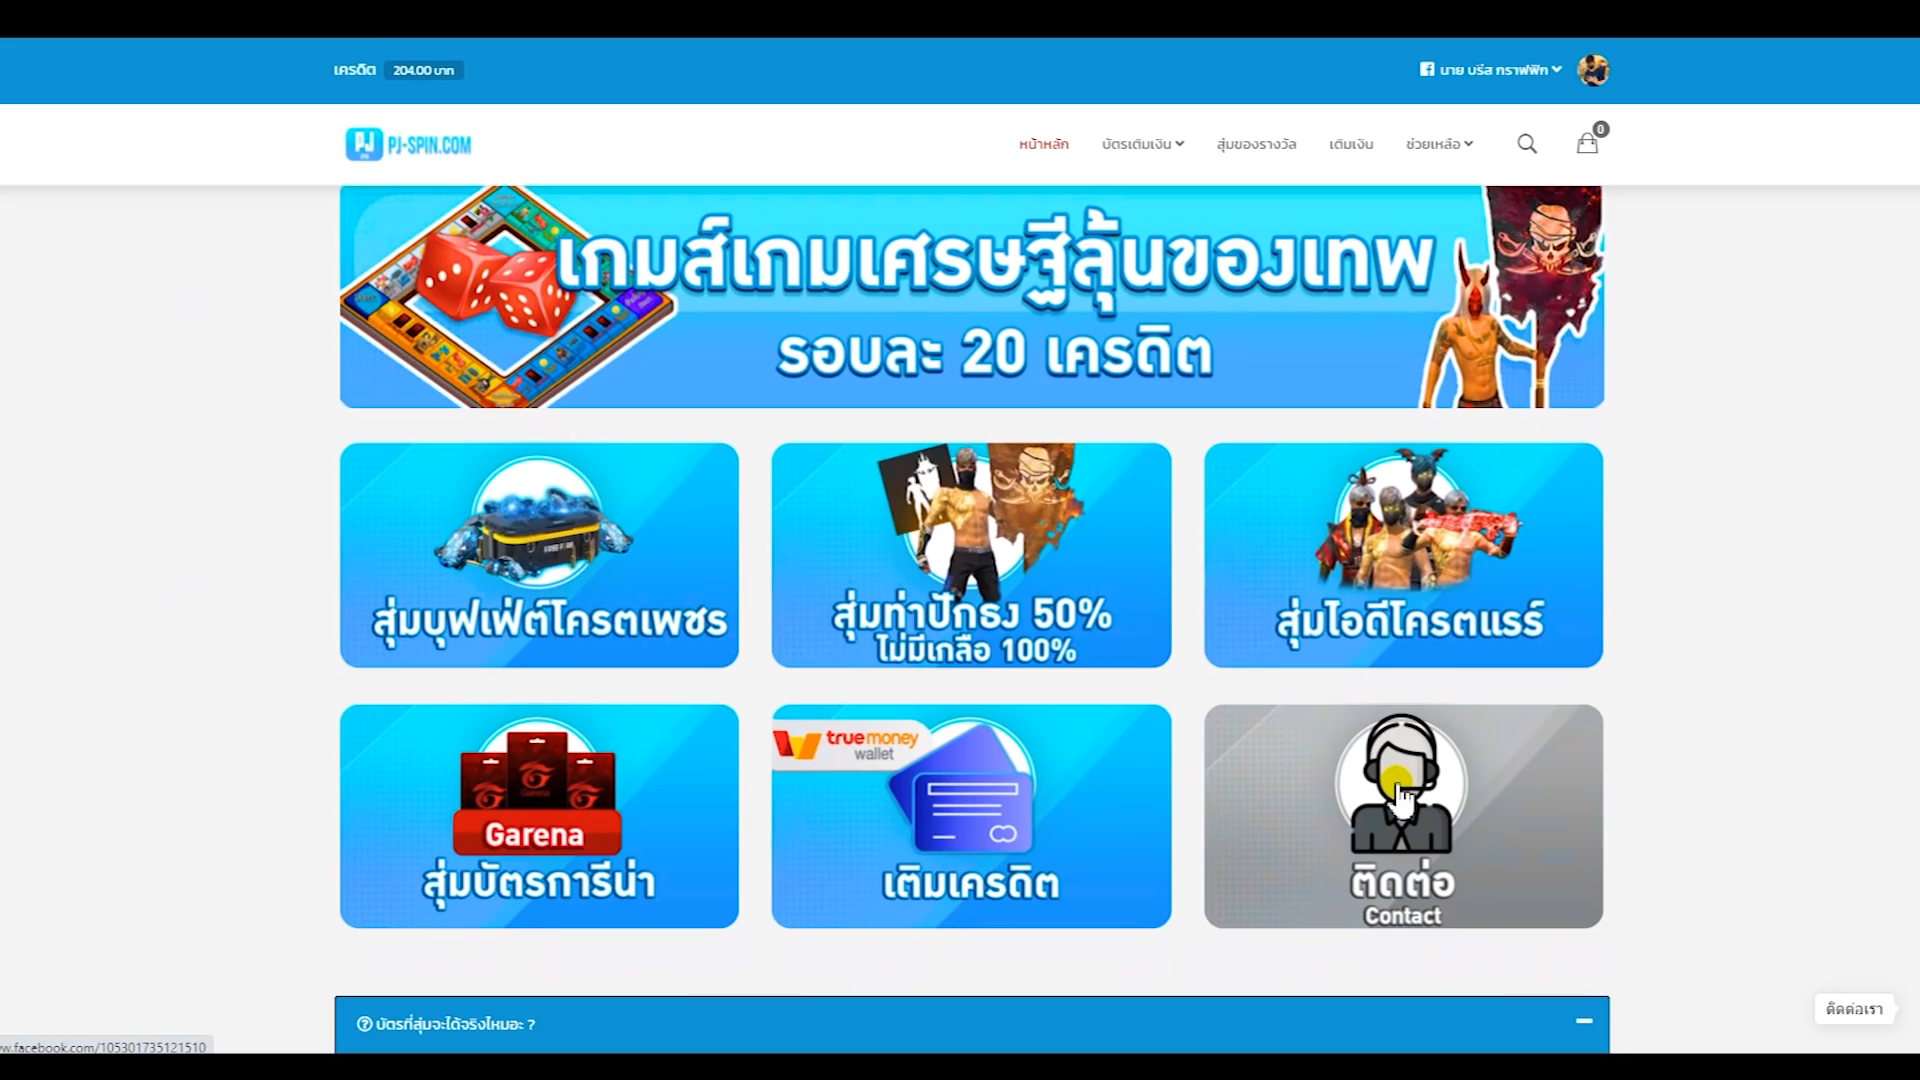 เครดิต 204.00 บาท
นาย บรีส กราฟฟิก
PJ PJ-SPIN.COM
หน้าหลัก บัตรเติมเงิน สุ่มของรางวัล เติมเงิน ช่วยเหลือ 0
เกมส์เกมเศรษฐีลุ้นของเทพ
รอบละ 20 เครดิต
สุ่มบุฟเฟ่ต์โครตเพชร
สุ่มท่าปักธง 50%
ไม่มีเกลือ 100%
สุ่มไอดีโครตแรร์
Garena
สุ่มบัตรการีน่า
truemoney
wallet
เติมเครดิต
ติดต่อ
Contact
ติดต่อเรา
บัตรที่สุ่มจะได้จริงไหมอะ ?
w.facebook.com/105301735121510